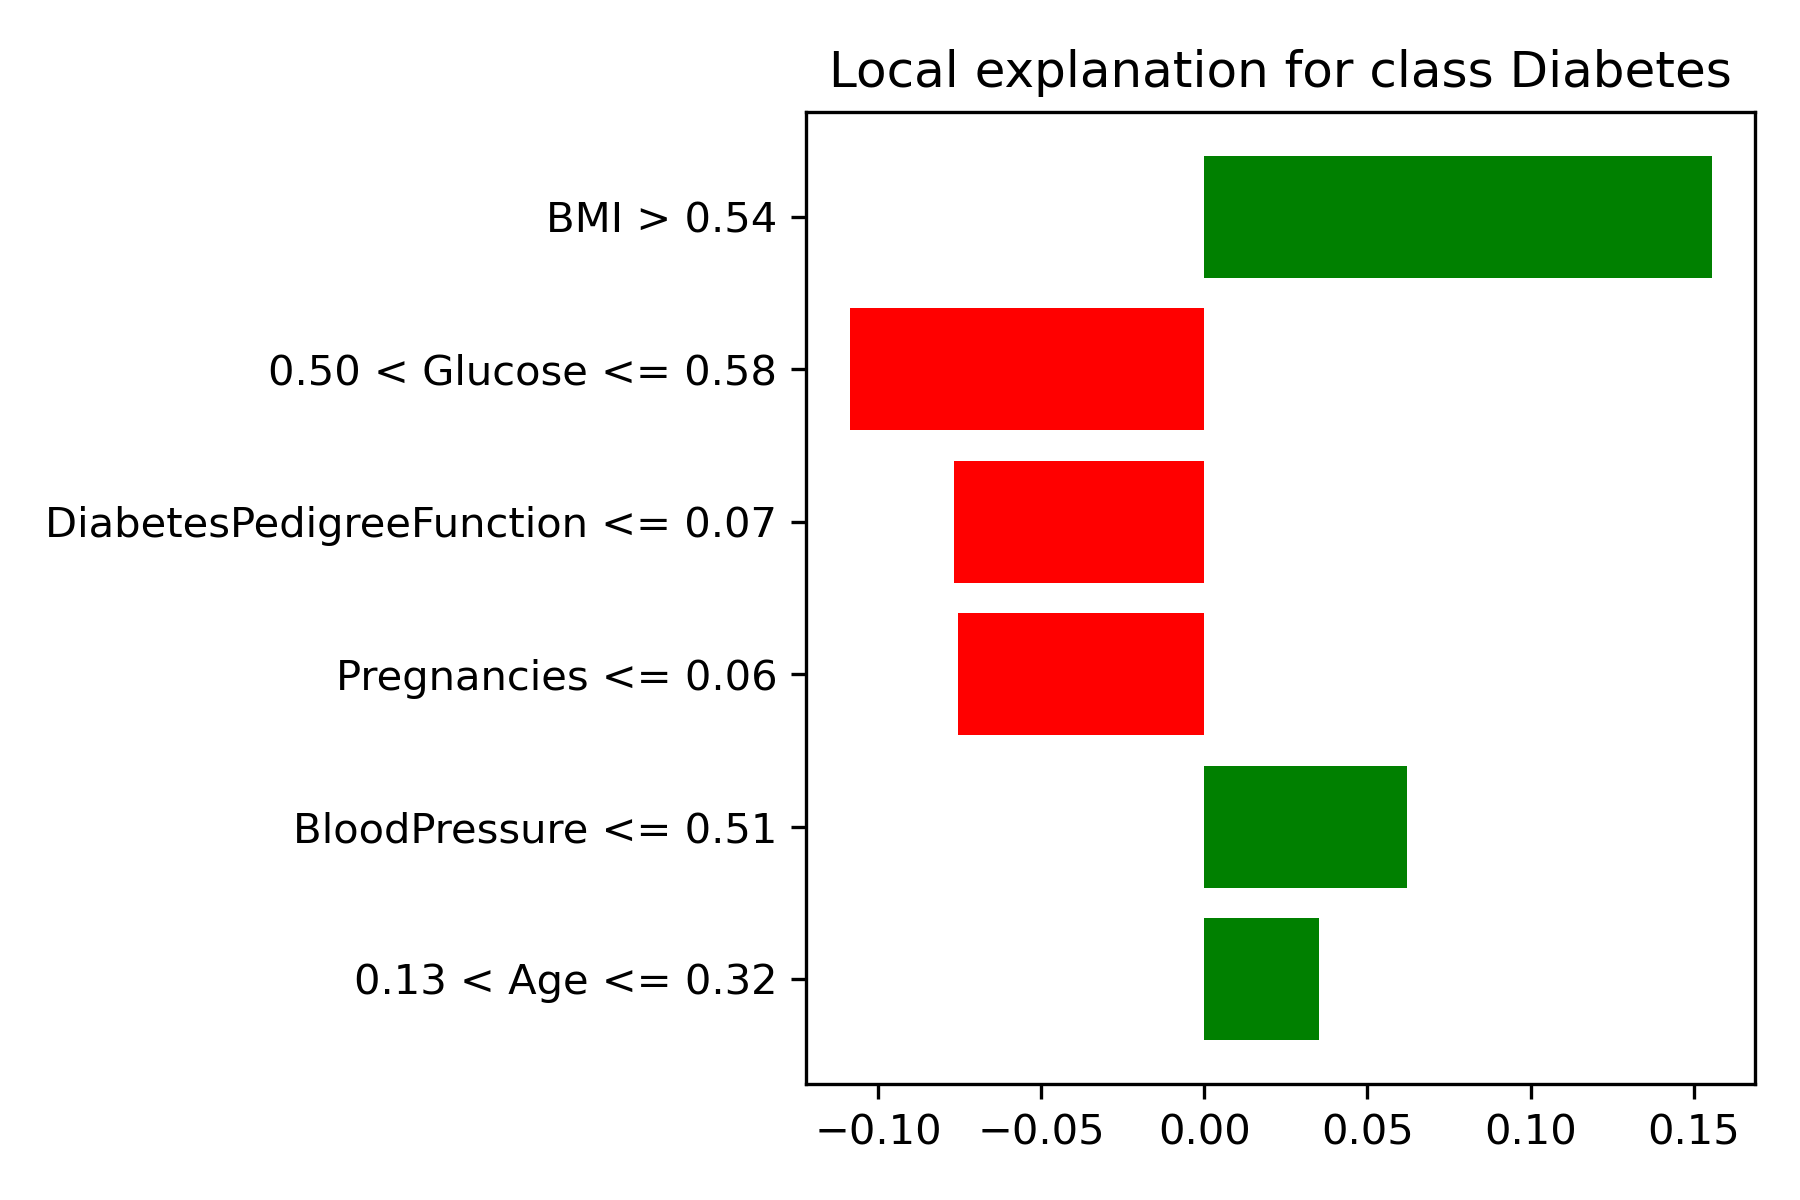 Local explanation for class Diabetes
BMI > 0.54
0.50 < Glucose <= 0.58
DiabetesPedigreeFunction <= 0.07
Pregnancies <= 0.06
BloodPressure <= 0.51
0.13 < Age <= 0.32
−0.10 −0.05 0.00 0.05 0.10 0.15